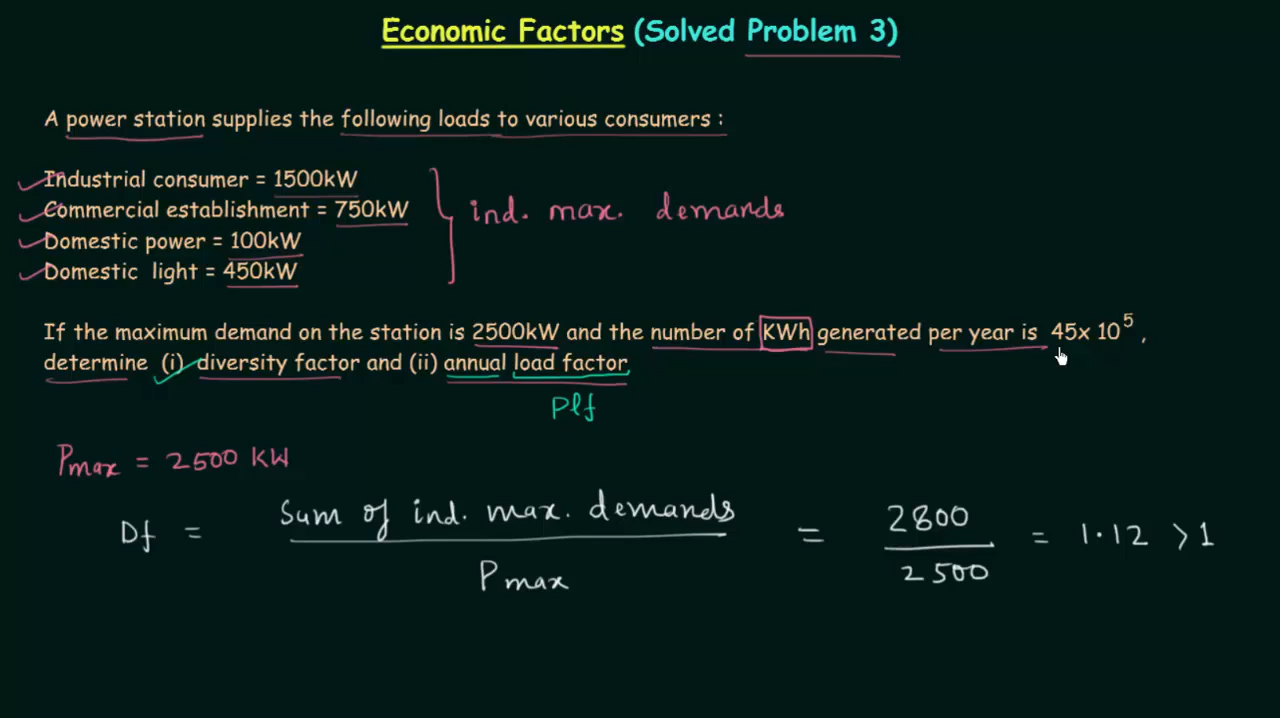 Economic Factors (Solved Problem 3)
A power station supplies the following loads to various consumers :
Industrial consumer = 1500kW
Commercial establishment = 750kW
Domestic power = 100kW
Domestic light = 450kW
ind. max. demands
If the maximum demand on the station is 2500kW and the number of KWh generated per year is 45x 10⁵ ,
determine (i) diversity factor and (ii) annual load factor.
Plf
Pmax = 2500 KW
Df = Sum of ind. max. demands / Pmax = 2800 / 2500 = 1.12 > 1